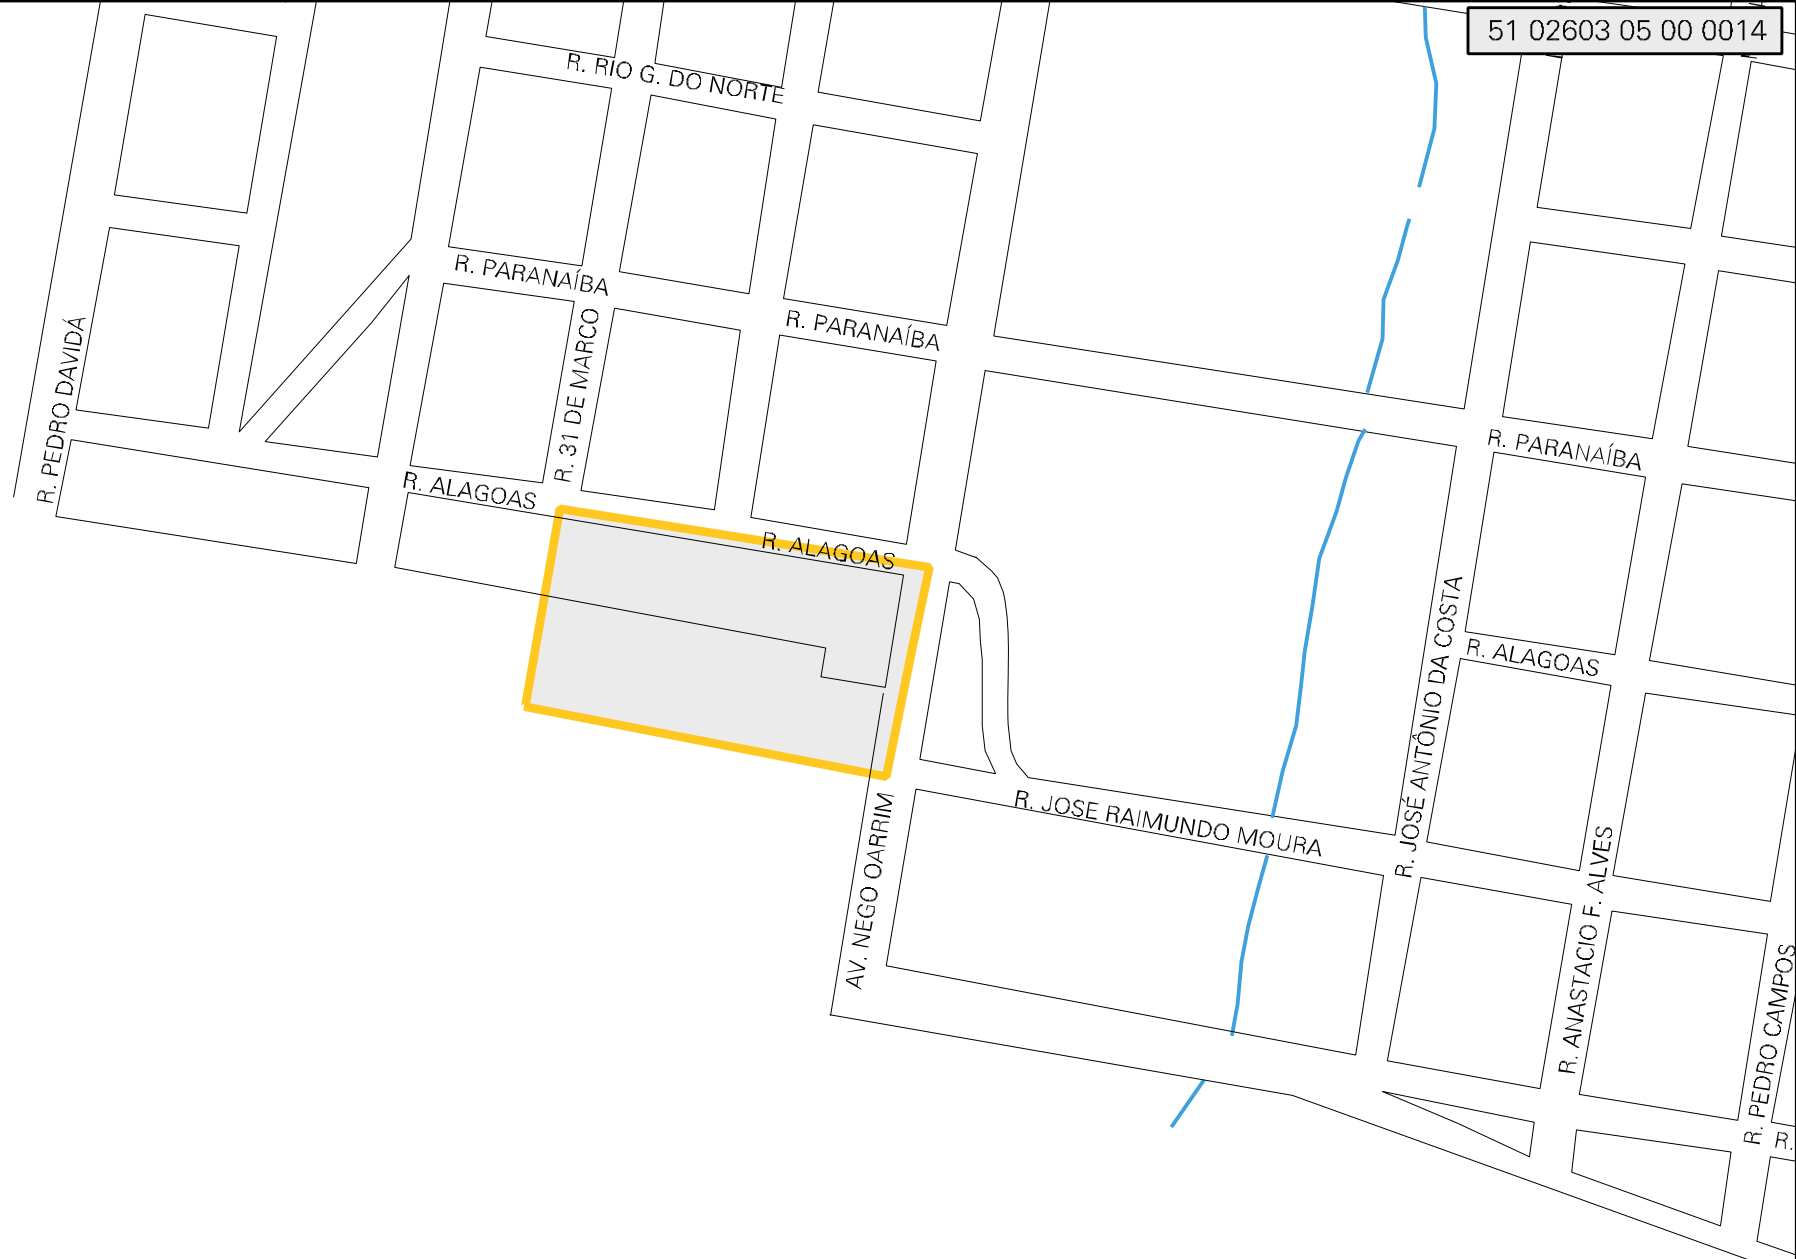 51 02603 05 00 0014
R. RIO G. DO NORTE
R. PARANAÍBA
R. PARANAÍBA
R. PEDRO DAVIDÁ
R. 31 DE MARCO
R. PARANAÍBA
R. ALAGOAS
R. ALAGOAS
R. ALAGOAS
R. JOSÉ ANTÔNIO DA COSTA
R. JOSE RAIMUNDO MOURA
AV. NEGO OARRIM
R. ANASTACIO F. ALVES
R. PEDRO CAMPOS
R.